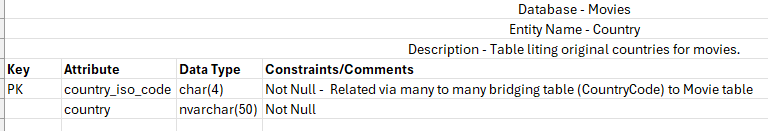 Database - Movies
Entity Name - Country
Description - Table liting original countries for movies.
Key Attribute Data Type Constraints/Comments
PK country_iso_code char(4) Not Null - Related via many to many bridging table (CountryCode) to Movie table
country nvarchar(50) Not Null